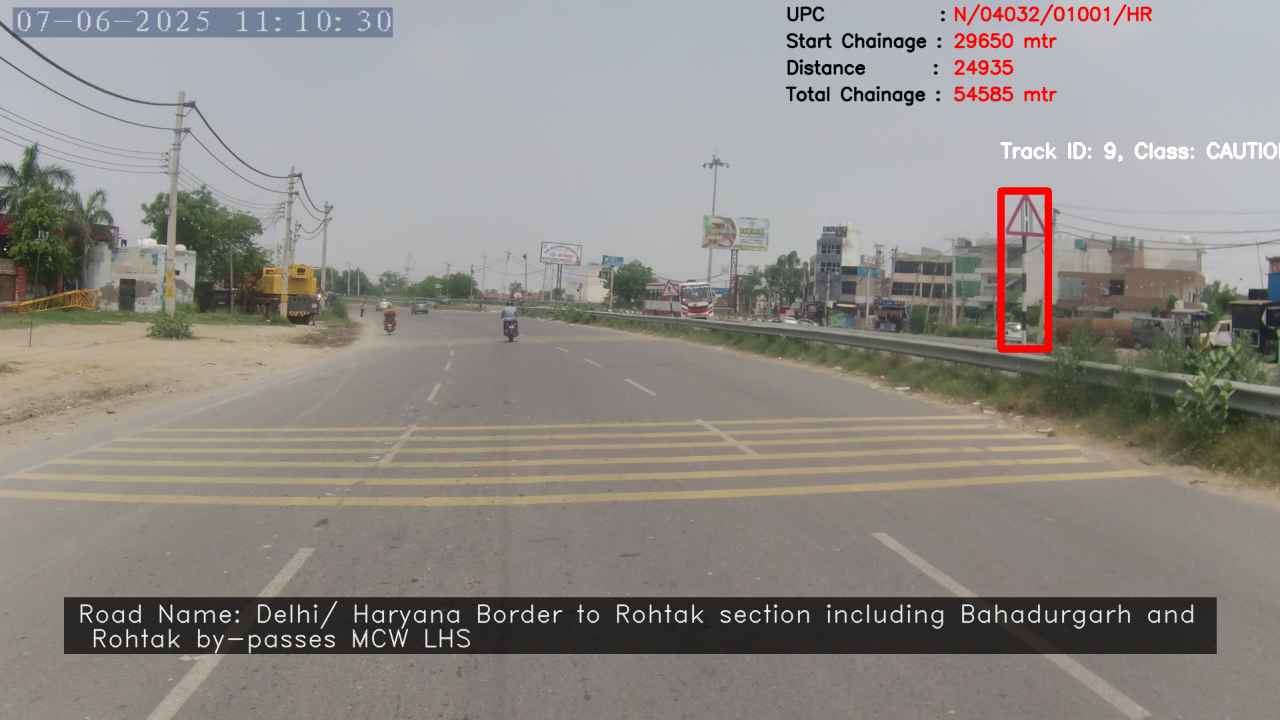 07-06-2025 11:10:30
UPC : N/04032/01001/HR
Start Chainage : 29650 mtr
Distance : 24935
Total Chainage : 54585 mtr
Track ID: 9, Class: CAUTIO
Road Name: Delhi/ Haryana Border to Rohtak section including Bahadurgarh and
Rohtak by-passes MCW LHS